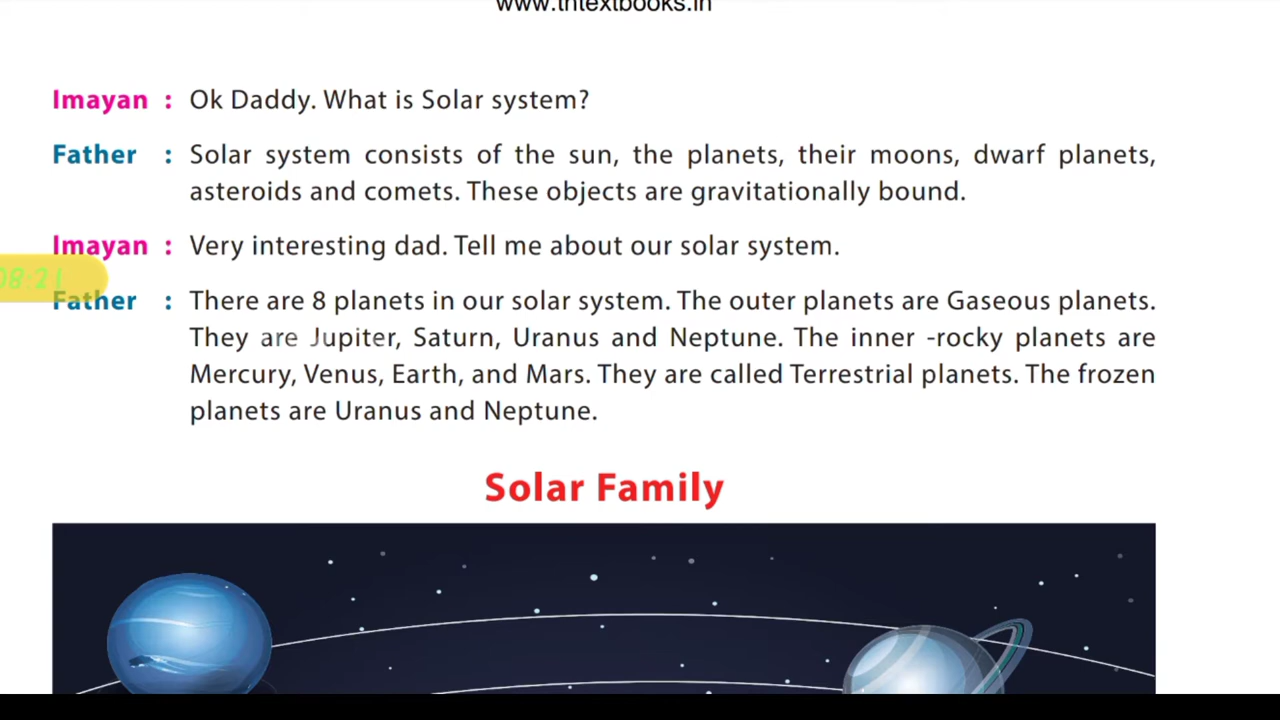 www.tntextbooks.in
Imayan : Ok Daddy. What is Solar system?
Father : Solar system consists of the sun, the planets, their moons, dwarf planets,
asteroids and comets. These objects are gravitationally bound.
Imayan : Very interesting dad. Tell me about our solar system.
08:21
Father : There are 8 planets in our solar system. The outer planets are Gaseous planets.
They are Jupiter, Saturn, Uranus and Neptune. The inner -rocky planets are
Mercury, Venus, Earth, and Mars. They are called Terrestrial planets. The frozen
planets are Uranus and Neptune.
Solar Family